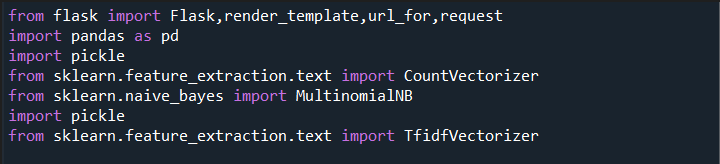 from flask import Flask,render_template,url_for,request
import pandas as pd
import pickle
from sklearn.feature_extraction.text import CountVectorizer
from sklearn.naive_bayes import MultinomialNB
import pickle
from sklearn.feature_extraction.text import TfidfVectorizer